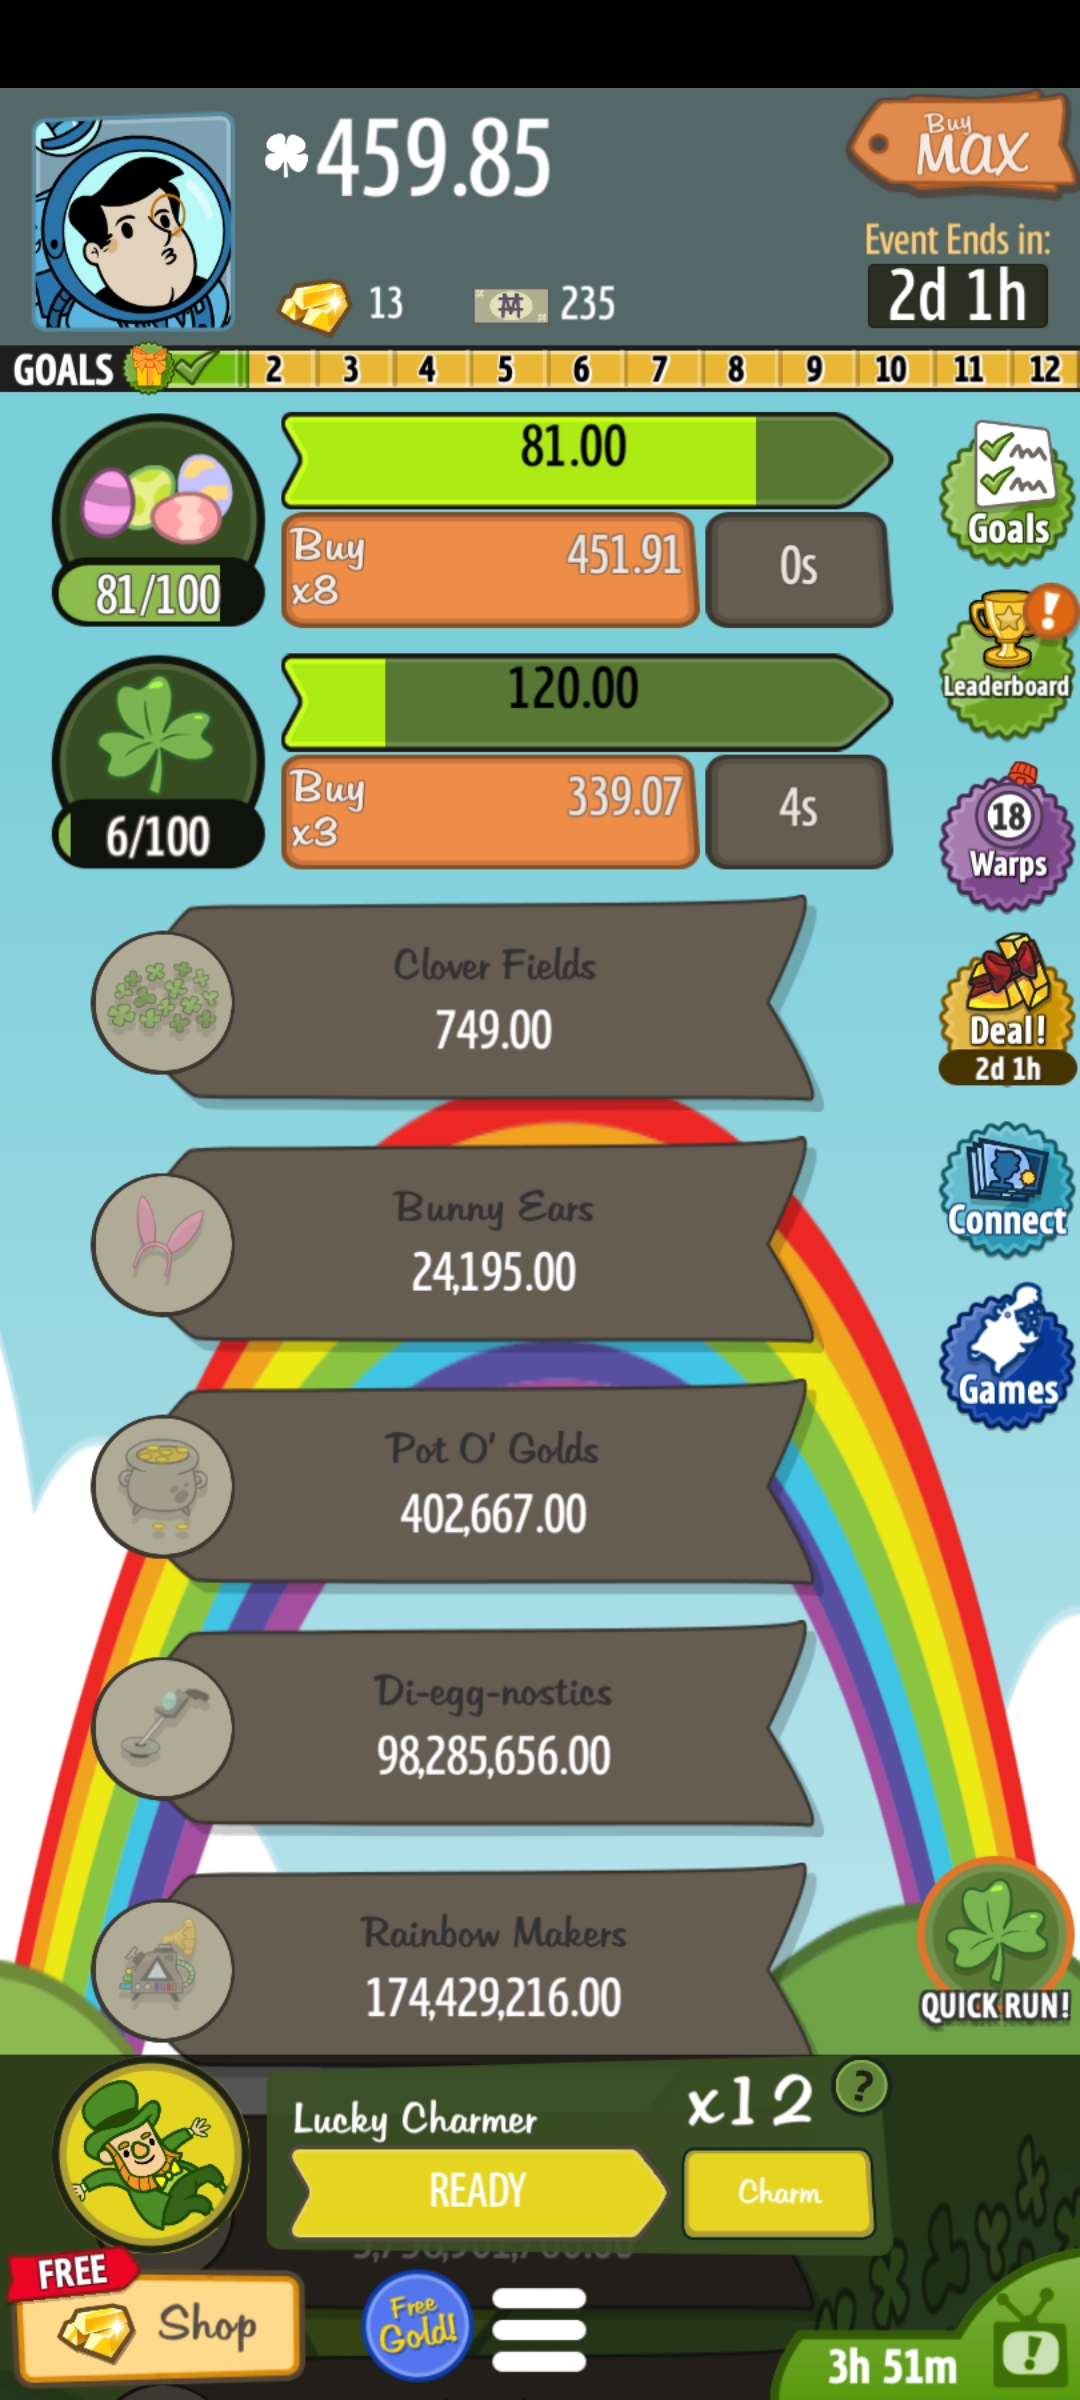 459.85
Buy
MAX
13
235
Event Ends in:
2d 1h
GOALS 2 3 4 5 6 7 8 9 10 11 12
81.00
Buy
x8
451.91
0s
81/100
Goals
Leaderboard
120.00
Buy
x3
339.07
4s
6/100
18
Warps
Clover Fields
749.00
Deal!
2d 1h
Bunny Ears
24,195.00
Connect
Games
Pot O' Golds
402,667.00
Di-egg-nostics
98,285,656.00
Rainbow Makers
174,429,216.00
QUICK RUN!
Lucky Charmer
x12
?
READY
Charm
FREE
Shop
Free
Gold!
3h 51m